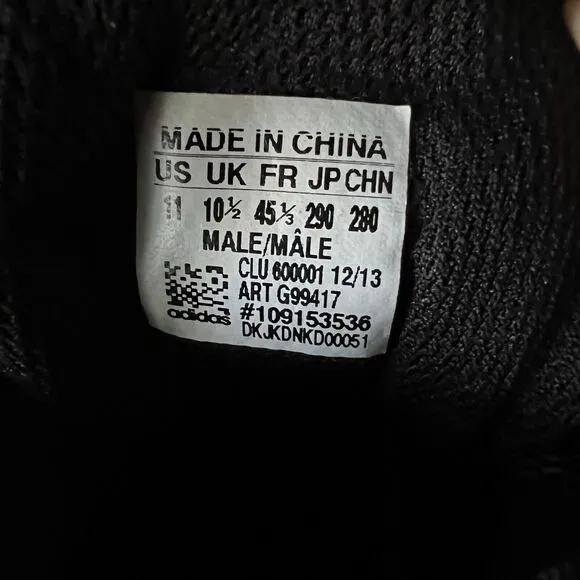 MADE IN CHINA
US UK FR JP CHN
11 10½ 45⅓ 290 280
MALE/MÂLE
CLU 600001 12/13
ART G99417
#109153536
adidas
DKJKDNKD00051